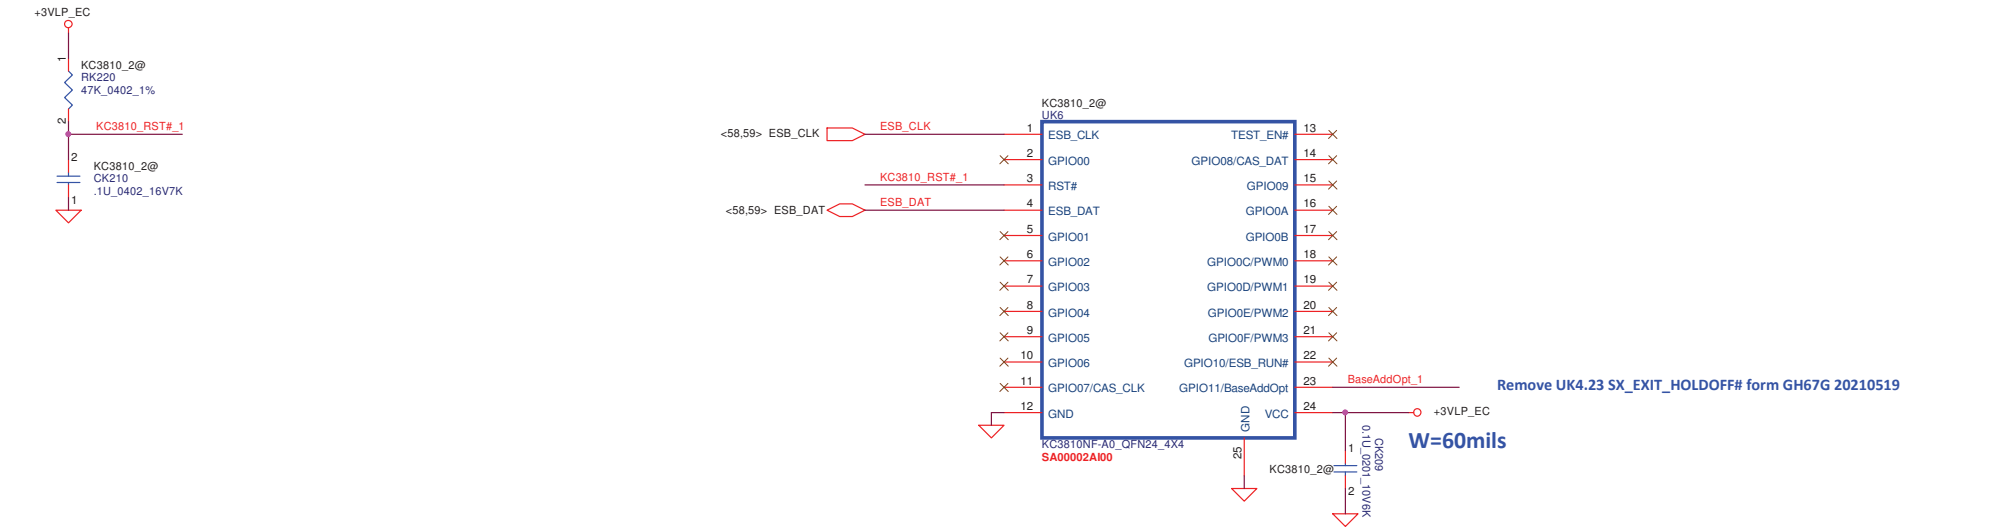 +3VLP_EC
1
KC3810_2@
RK220
47K_0402_1%
2
KC3810_RST#_1
2
KC3810_2@
CK210
.1U_0402_16V7K
1
KC3810_2@
UK6
<58,59> ESB_CLK
ESB_CLK
1
ESB_CLK
2
GPIO00
KC3810_RST#_1
3
RST#
<58,59> ESB_DAT
ESB_DAT
4
ESB_DAT
5
GPIO01
6
GPIO02
7
GPIO03
8
GPIO04
9
GPIO05
10
GPIO06
11
GPIO07/CAS_CLK
12
GND
TEST_EN#
13
GPIO08/CAS_DAT
14
GPIO09
15
GPIO0A
16
GPIO0B
17
GPIO0C/PWM0
18
GPIO0D/PWM1
19
GPIO0E/PWM2
20
GPIO0F/PWM3
21
GPIO10/ESB_RUN#
22
GPIO11/BaseAddOpt
23
BaseAddOpt_1
Remove UK4.23 SX_EXIT_HOLDOFF# form GH67G 20210519
VCC
24
+3VLP_EC
W=60mils
GND
25
KC3810NF-A0_QFN24_4X4
SA00002AI00
1
KC3810_2@
2
CK209
0.1U_0201_10V6K